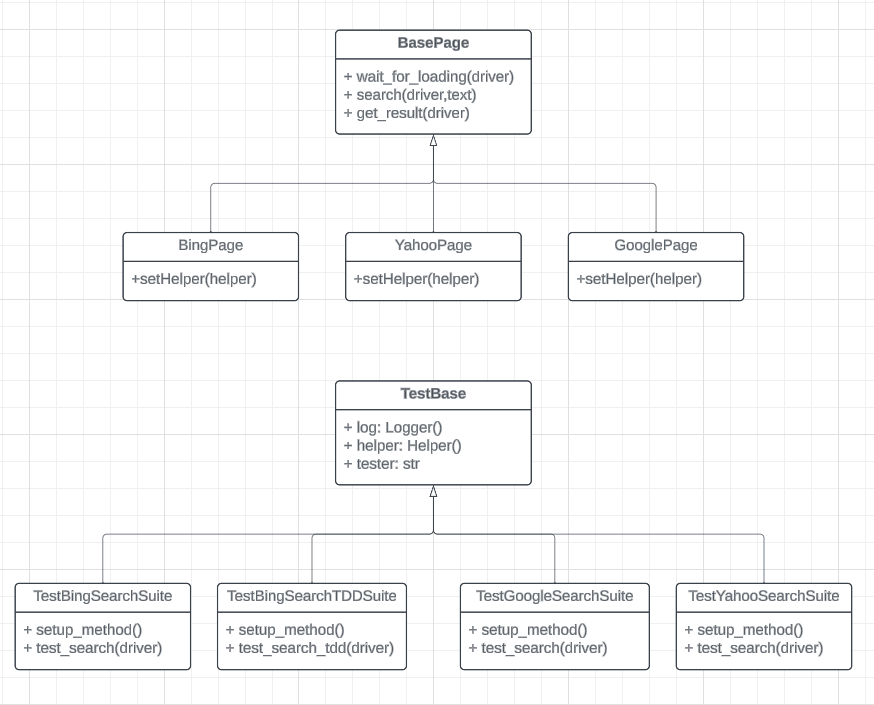 BasePage
+ wait_for_loading(driver)
+ search(driver,text)
+ get_result(driver)
BingPage
+setHelper(helper)
YahooPage
+setHelper(helper)
GooglePage
+setHelper(helper)
TestBase
+ log: Logger()
+ helper: Helper()
+ tester: str
TestBingSearchSuite
+ setup_method()
+ test_search(driver)
TestBingSearchTDDSuite
+ setup_method()
+ test_search_tdd(driver)
TestGoogleSearchSuite
+ setup_method()
+ test_search(driver)
TestYahooSearchSuite
+ setup_method()
+ test_search(driver)